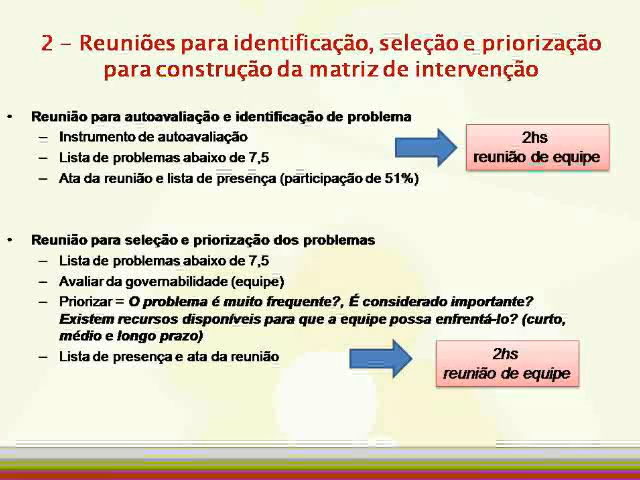 2 – Reuniões para identificação, seleção e priorização
para construção da matriz de intervenção
• Reunião para autoavaliação e identificação de problema
– Instrumento de autoavaliação
– Lista de problemas abaixo de 7,5
– Ata da reunião e lista de presença (participação de 51%)
2hs
reunião de equipe
• Reunião para seleção e priorização dos problemas
– Lista de problemas abaixo de 7,5
– Avaliar da governabilidade (equipe)
– Priorizar = O problema é muito frequente?, É considerado importante?
Existem recursos disponíveis para que a equipe possa enfrentá-lo? (curto,
médio e longo prazo)
– Lista de presença e ata da reunião
2hs
reunião de equipe